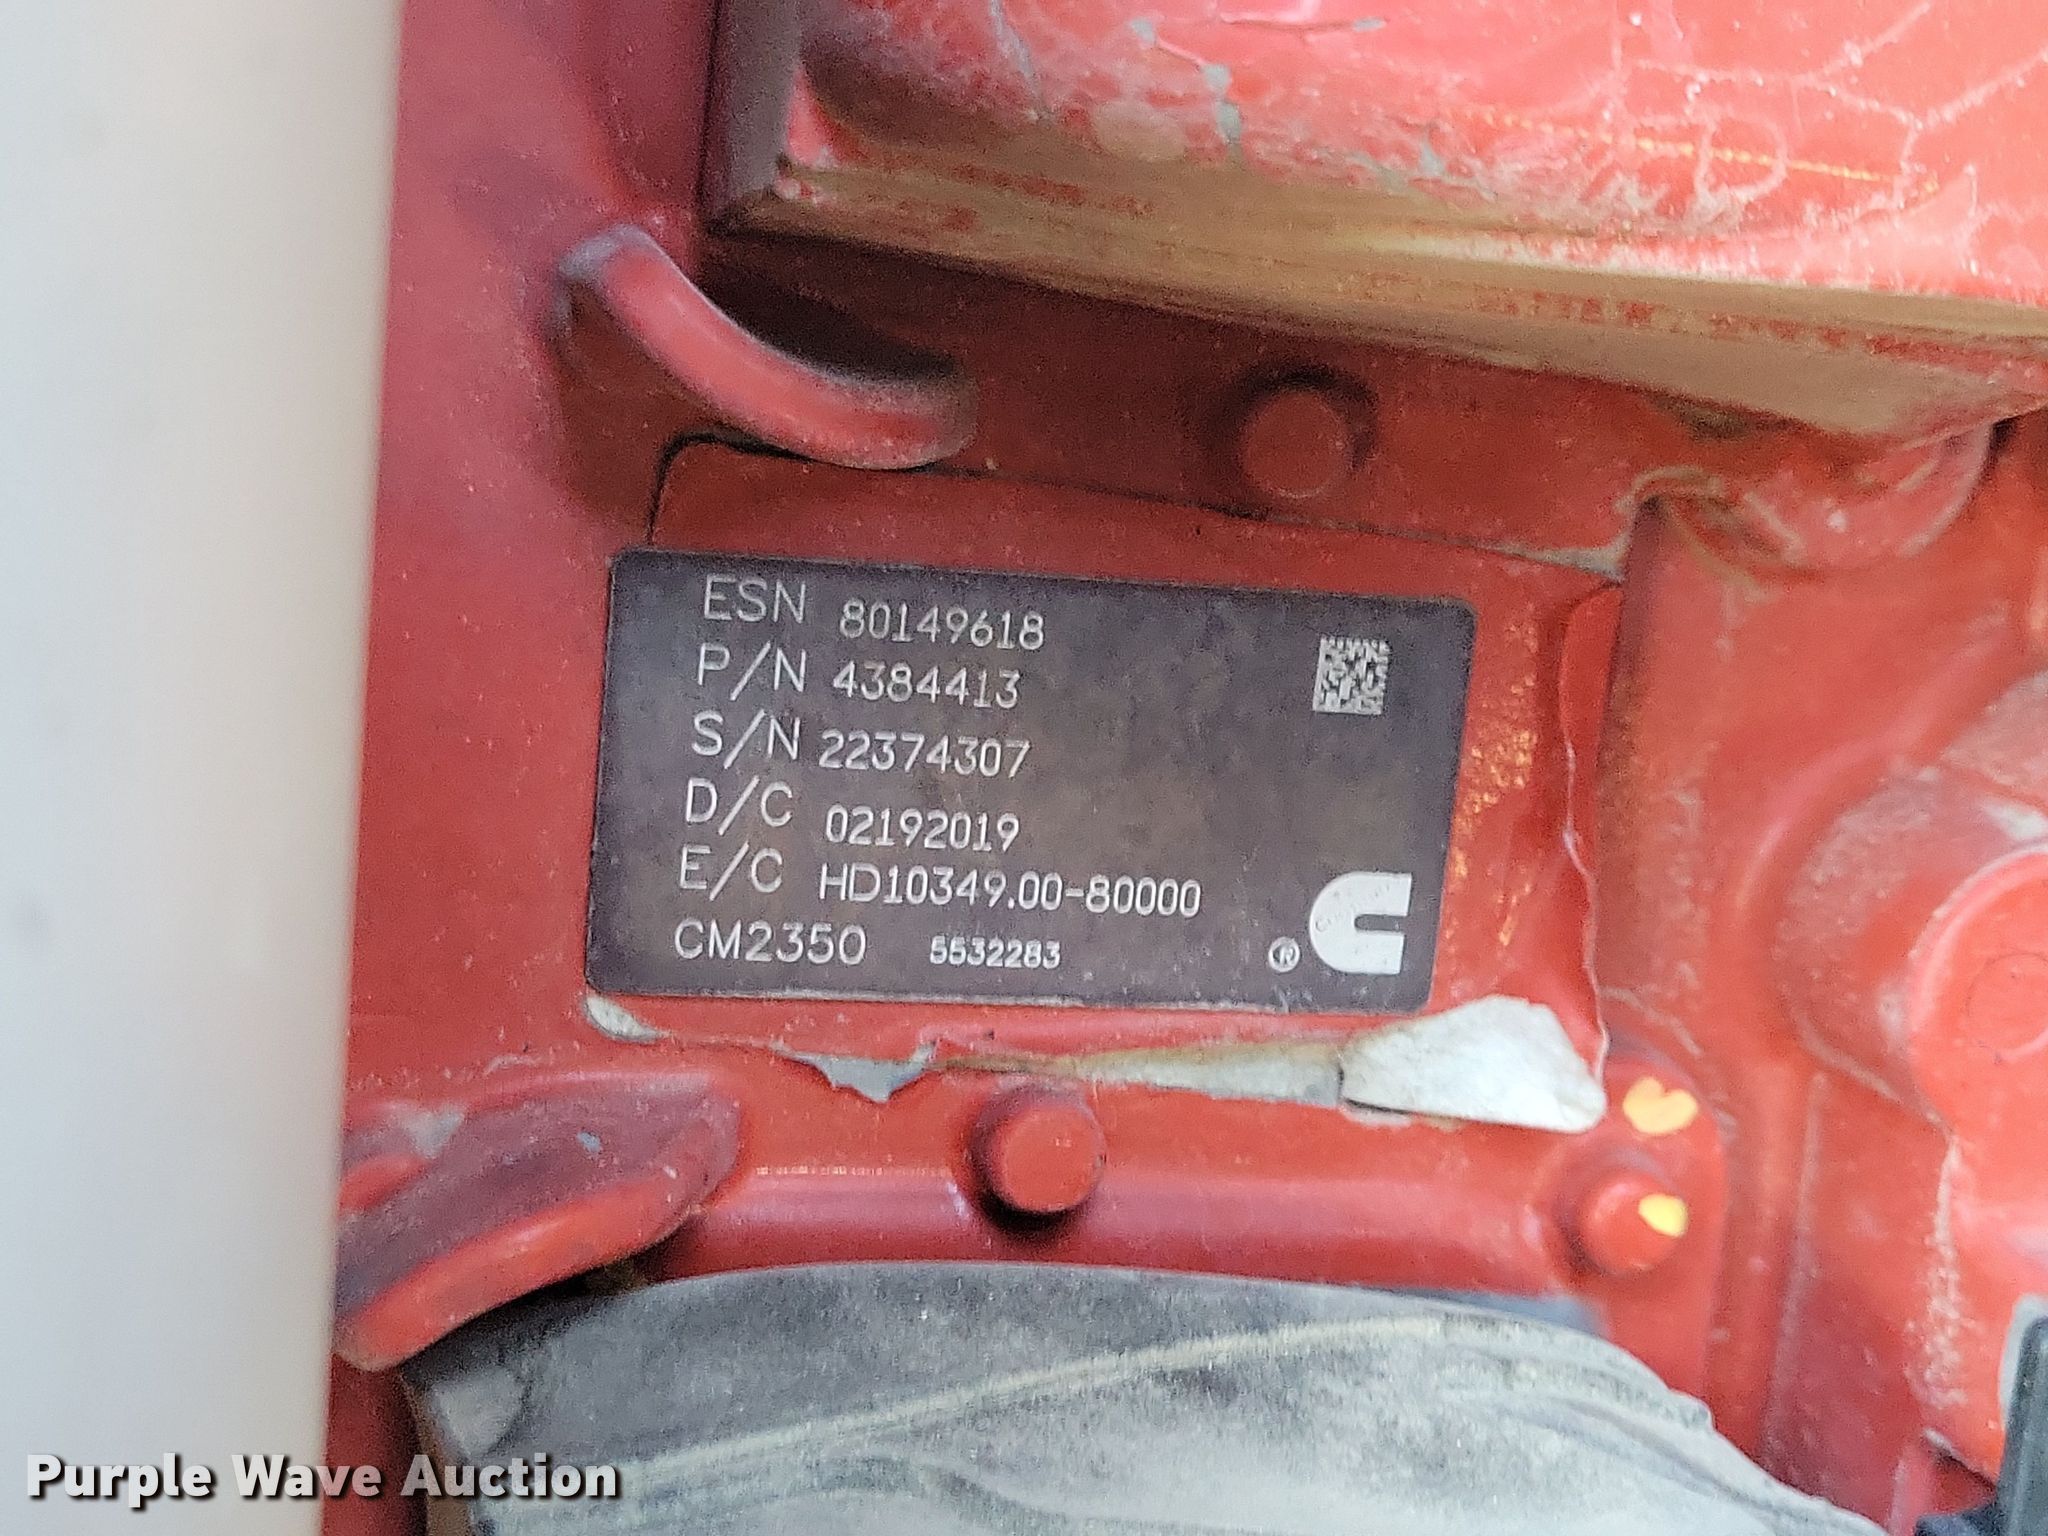 ESN 80149618
P/N 4384413
S/N 22374307
D/C 02192019
E/C HD10349.00-80000
CM2350 5532283
®
Purple Wave Auction